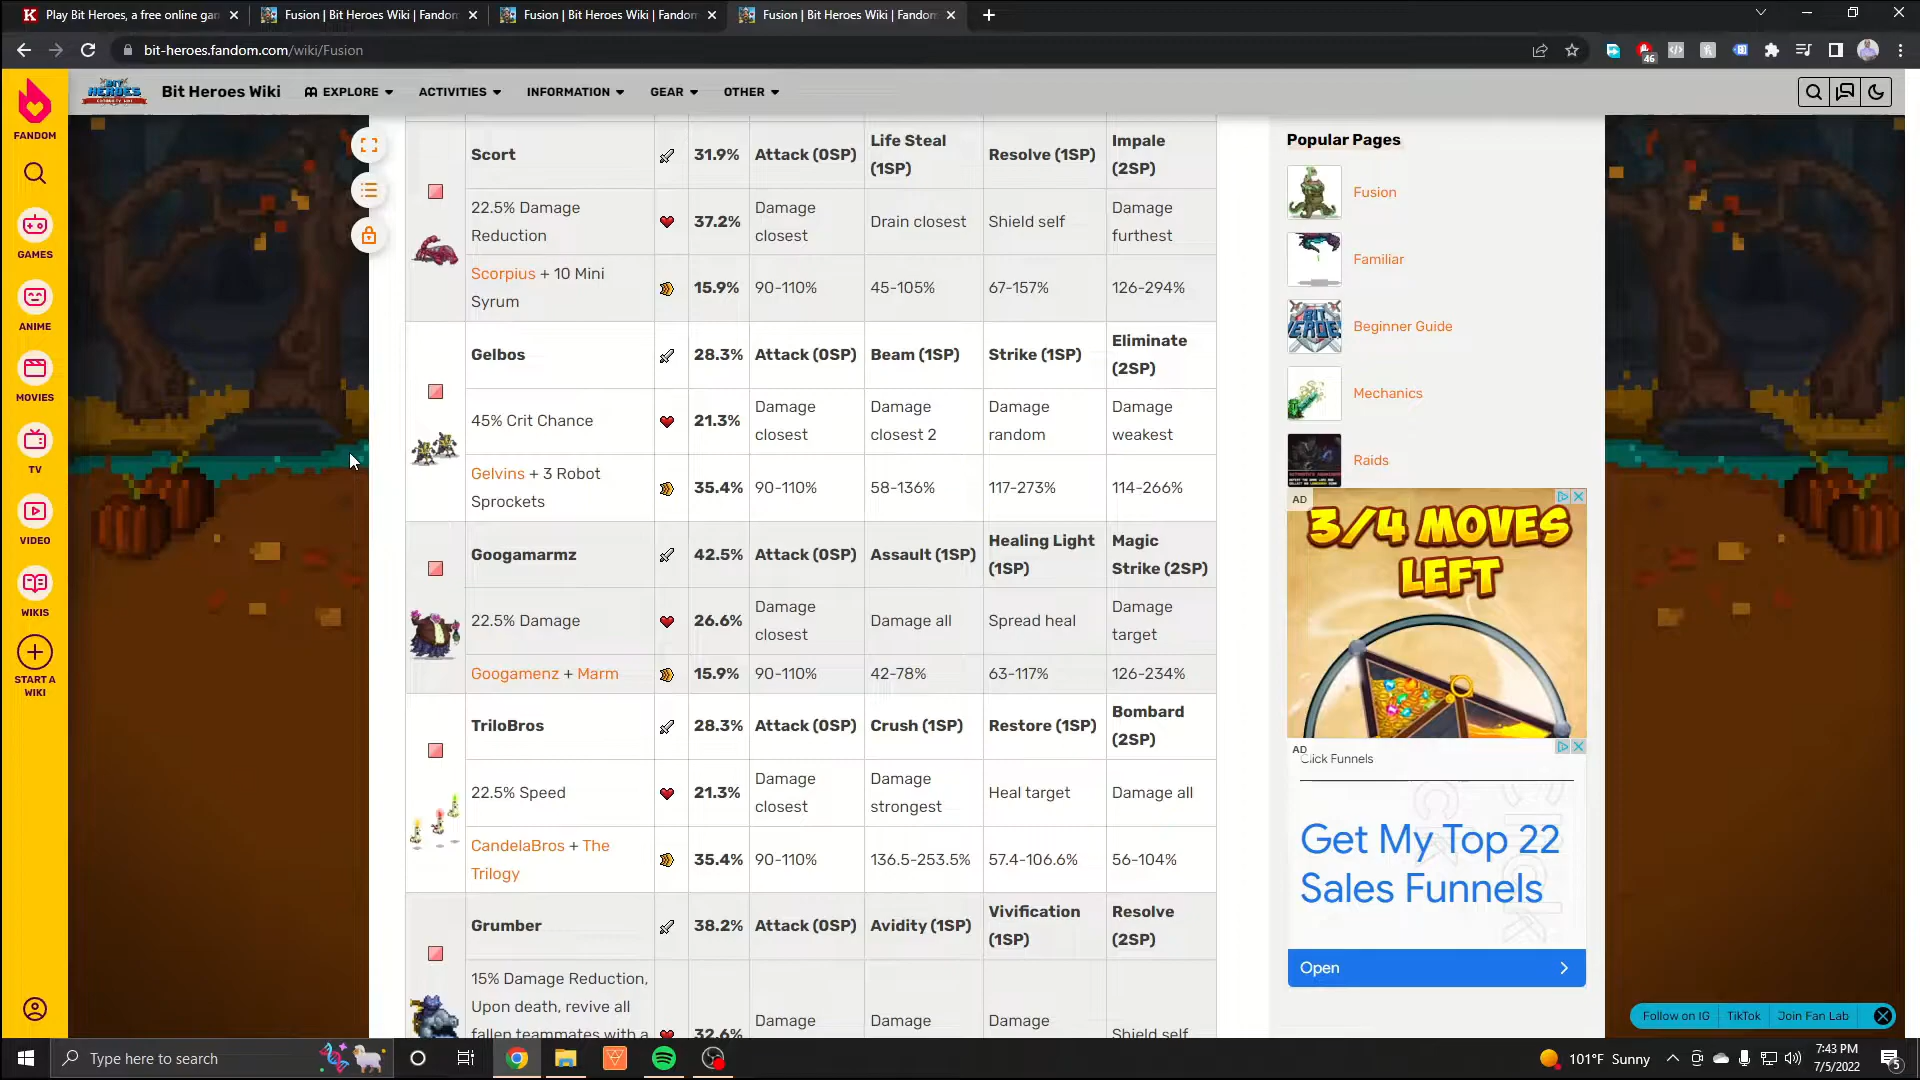 Play Bit Heroes, a free online gan
Fusion | Bit Heroes Wiki | Fandom
Fusion | Bit Heroes Wiki | Fandom
Fusion | Bit Heroes Wiki | Fandom
bit-heroes.fandom.com/wiki/Fusion
46
FANDOM
GAMES
ANIME
MOVIES
TV
VIDEO
WIKIS
START A
WIKI
BIT
HEROES
Bit Heroes Wiki
EXPLORE
ACTIVITIES
INFORMATION
GEAR
OTHER
Scort
31.9%
Attack (0SP)
Life Steal
(1SP)
Resolve (1SP)
Impale
(2SP)
22.5% Damage
Reduction
37.2%
Damage
closest
Drain closest
Shield self
Damage
furthest
Scorpius + 10 Mini
Syrum
15.9%
90-110%
45-105%
67-157%
126-294%
Gelbos
28.3%
Attack (0SP)
Beam (1SP)
Strike (1SP)
Eliminate
(2SP)
45% Crit Chance
21.3%
Damage
closest
Damage
closest 2
Damage
random
Damage
weakest
Gelvins + 3 Robot
Sprockets
35.4%
90-110%
58-136%
117-273%
114-266%
Googamarmz
42.5%
Attack (0SP)
Assault (1SP)
Healing Light
(1SP)
Magic
Strike (2SP)
22.5% Damage
26.6%
Damage
closest
Damage all
Spread heal
Damage
target
Googamenz + Marm
15.9%
90-110%
42-78%
63-117%
126-234%
TriloBros
28.3%
Attack (0SP)
Crush (1SP)
Restore (1SP)
Bombard
(2SP)
22.5% Speed
21.3%
Damage
closest
Damage
strongest
Heal target
Damage all
CandelaBros + The
Trilogy
35.4%
90-110%
136.5-253.5%
57.4-106.6%
56-104%
Grumber
38.2%
Attack (0SP)
Avidity (1SP)
Vivification
(1SP)
Resolve
(2SP)
15% Damage Reduction,
Upon death, revive all
fallen teammates with a
32.6%
Damage
Damage
Damage
Shield self
Popular Pages
Fusion
Familiar
Beginner Guide
Mechanics
Raids
AD
3/4 MOVES
LEFT
AD
Click Funnels
Get My Top 22
Sales Funnels
Open
Follow on IG
TikTok
Join Fan Lab
Type here to search
101°F Sunny
7:43 PM
7/5/2022
5